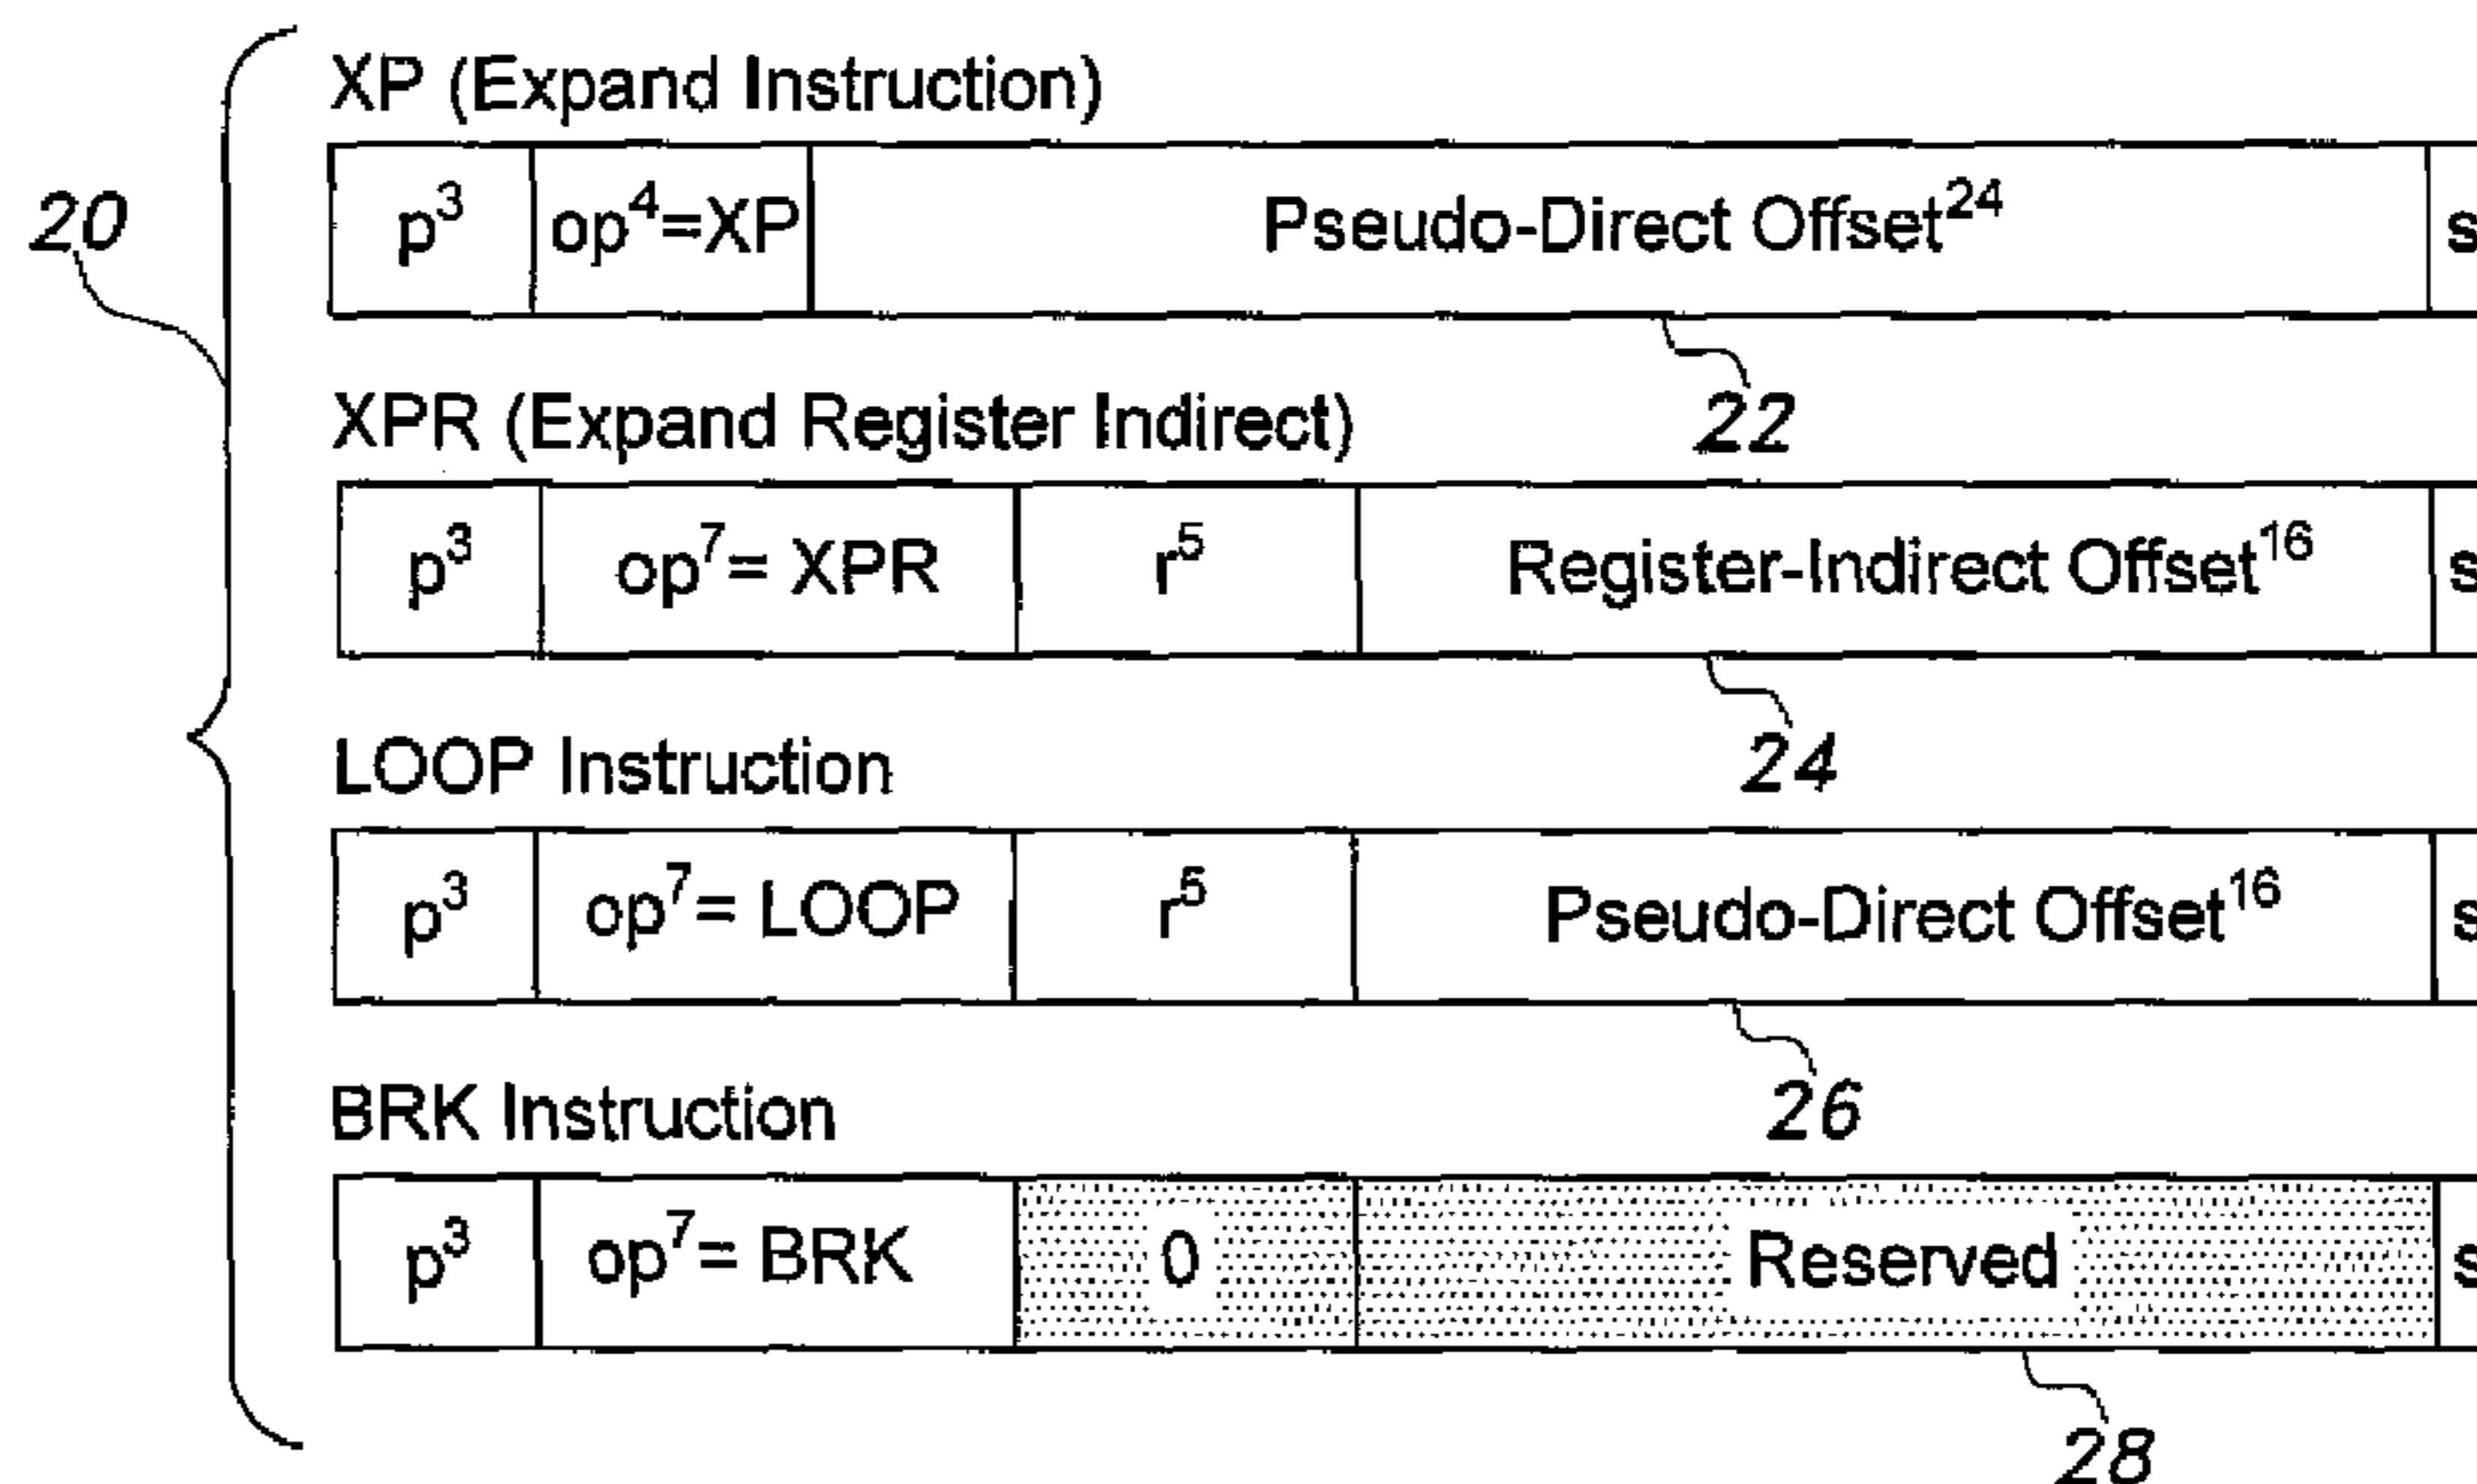 XP (Expand Instruction)
20
p³ op⁴=XP Pseudo-Direct Offset²⁴ s
XPR (Expand Register Indirect)
22
p³ op⁷= XPR r⁵ Register-Indirect Offset¹⁶ s
LOOP Instruction
24
p³ op⁷= LOOP r⁵ Pseudo-Direct Offset¹⁶ s
BRK Instruction
26
p³ op⁷= BRK 0 Reserved s
28